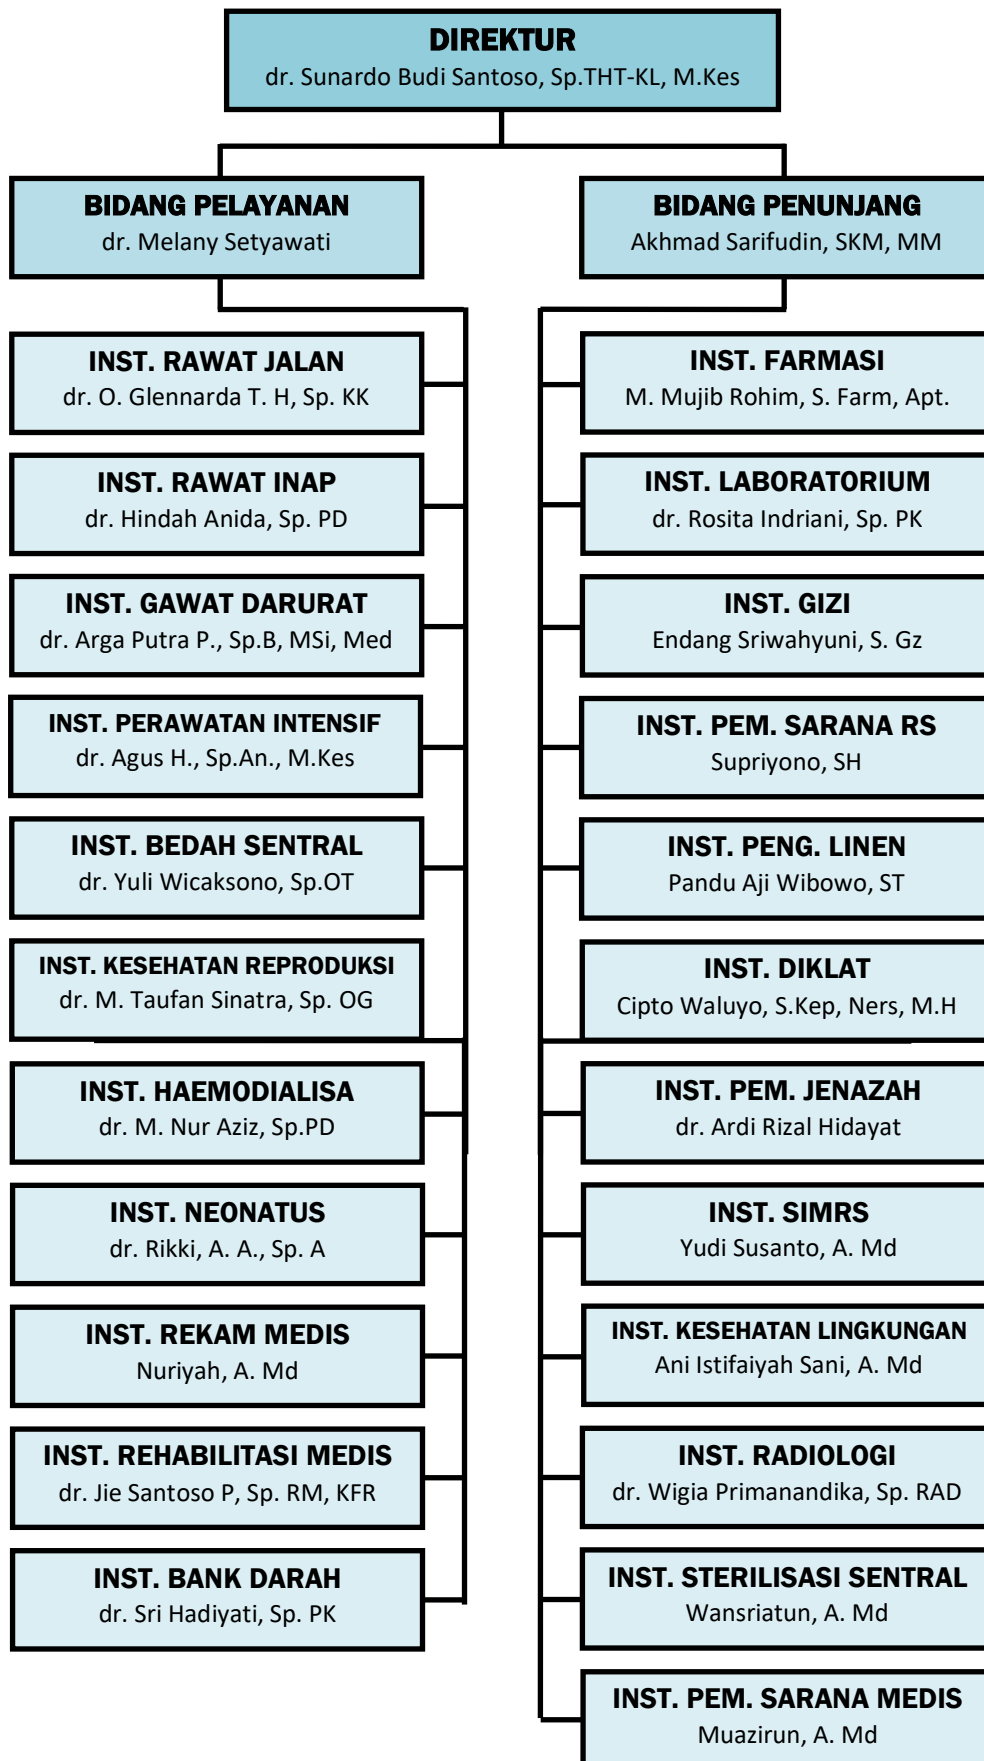 DIREKTUR
dr. Sunardo Budi Santoso, Sp.THT-KL, M.Kes
BIDANG PELAYANAN
dr. Melany Setyawati
BIDANG PENUNJANG
Akhmad Sarifudin, SKM, MM
INST. RAWAT JALAN
dr. O. Glennarda T. H, Sp. KK
INST. RAWAT INAP
dr. Hindah Anida, Sp. PD
INST. GAWAT DARURAT
dr. Arga Putra P., Sp.B, MSi, Med
INST. PERAWATAN INTENSIF
dr. Agus H., Sp.An., M.Kes
INST. BEDAH SENTRAL
dr. Yuli Wicaksono, Sp.OT
INST. KESEHATAN REPRODUKSI
dr. M. Taufan Sinatra, Sp. OG
INST. HAEMODIALISA
dr. M. Nur Aziz, Sp.PD
INST. NEONATUS
dr. Rikki, A. A., Sp. A
INST. REKAM MEDIS
Nuriyah, A. Md
INST. REHABILITASI MEDIS
dr. Jie Santoso P, Sp. RM, KFR
INST. BANK DARAH
dr. Sri Hadiyati, Sp. PK
INST. FARMASI
M. Mujib Rohim, S. Farm, Apt.
INST. LABORATORIUM
dr. Rosita Indriani, Sp. PK
INST. GIZI
Endang Sriwahyuni, S. Gz
INST. PEM. SARANA RS
Supriyono, SH
INST. PENG. LINEN
Pandu Aji Wibowo, ST
INST. DIKLAT
Cipto Waluyo, S.Kep, Ners, M.H
INST. PEM. JENAZAH
dr. Ardi Rizal Hidayat
INST. SIMRS
Yudi Susanto, A. Md
INST. KESEHATAN LINGKUNGAN
Ani Istifaiyah Sani, A. Md
INST. RADIOLOGI
dr. Wigia Primanandika, Sp. RAD
INST. STERILISASI SENTRAL
Wansriatun, A. Md
INST. PEM. SARANA MEDIS
Muazirun, A. Md